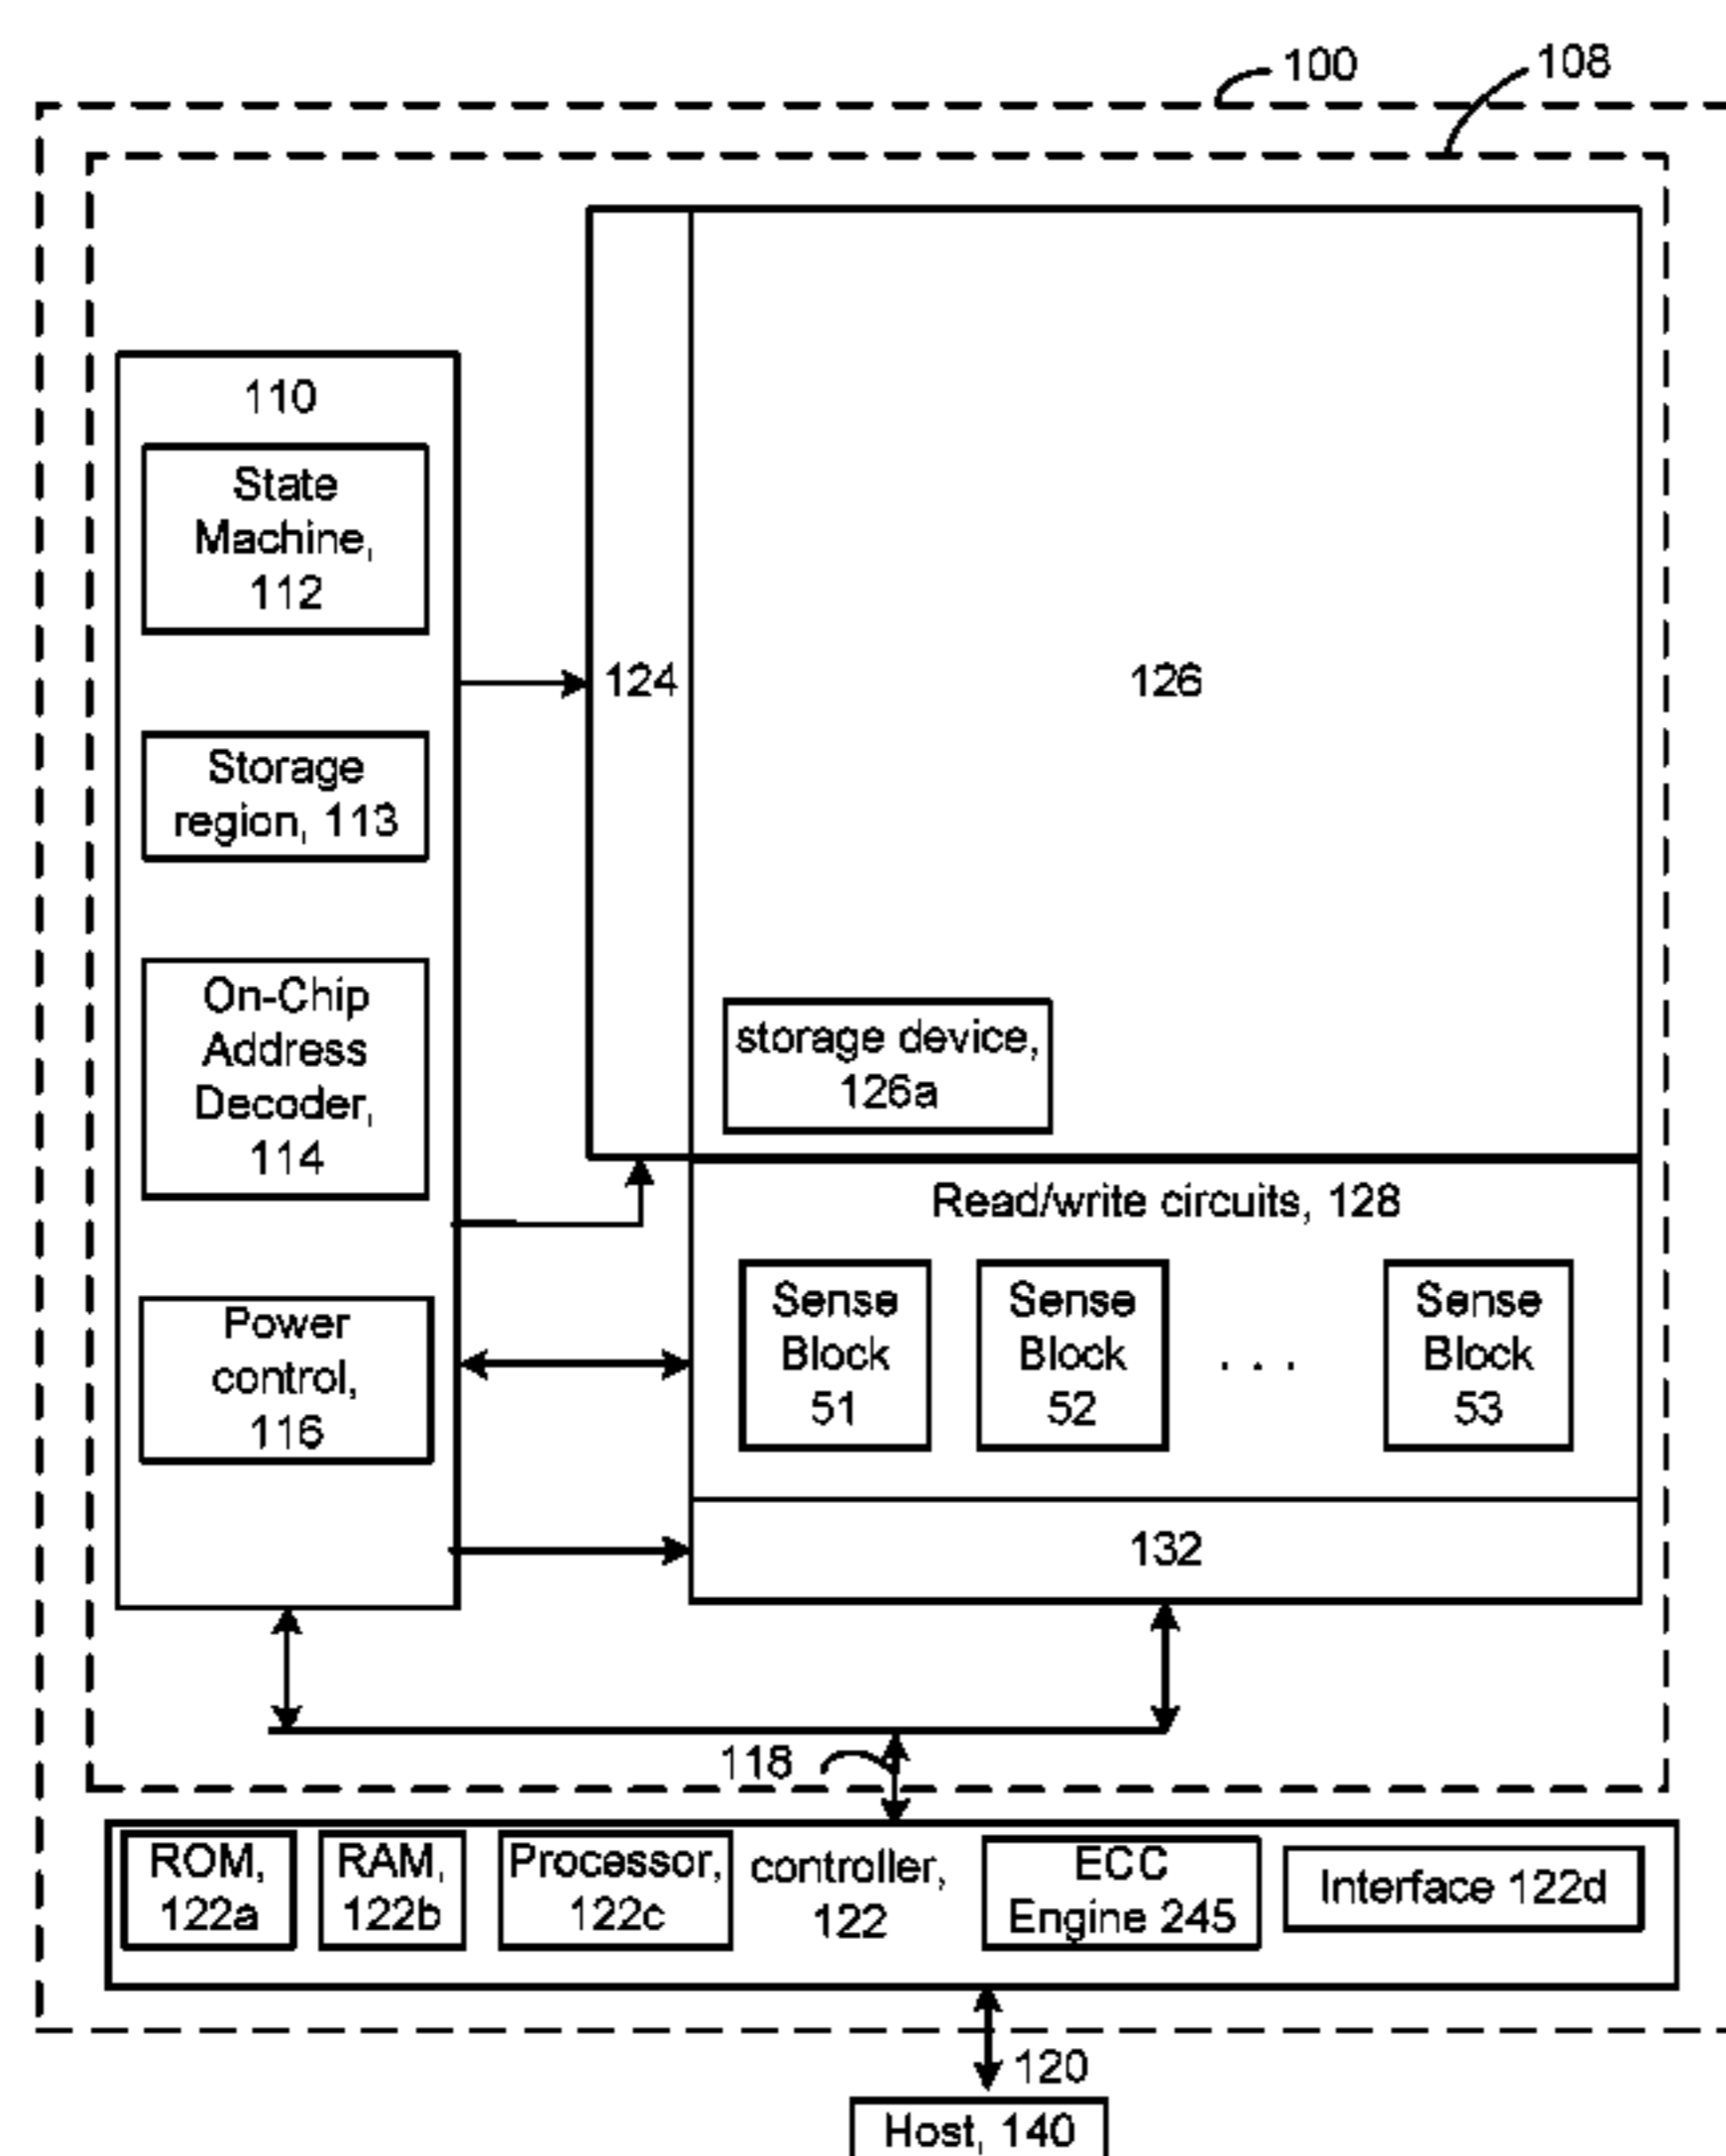 100
108
110
State
Machine,
112
124
126
Storage
region, 113
On-Chip
Address
Decoder,
114
storage device,
126a
Read/write circuits, 128
Power
control,
116
Sense
Block
51
Sense
Block
52
. . .
Sense
Block
53
132
118
ROM,
122a
RAM,
122b
Processor,
122c
controller,
122
ECC
Engine 245
Interface 122d
120
Host, 140